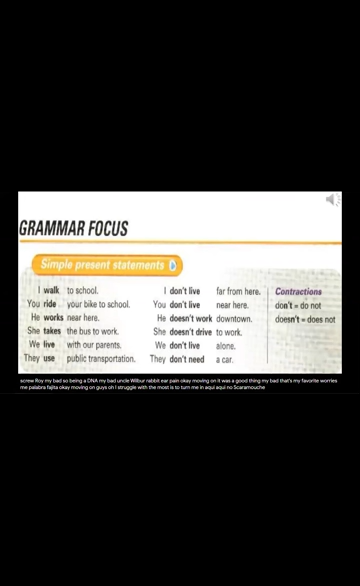 GRAMMAR FOCUS
Simple present statements
I walk to school. I don't live far from here. Contractions
You ride your bike to school. You don't live near here. don't = do not
He works near here. He doesn't work downtown. doesn't = does not
She takes the bus to work. She doesn't drive to work.
We live with our parents. We don't live alone.
They use public transportation. They don't need a car.
screw Roy my bad so being a DNA my bad uncle Wilbur rabbit ear pain okay moving on it was a good thing my bad that's my favorite worries
me palabra fajita okay moving on guys oh I struggle with the most is to turn me in aqui aqui no Scaramouche